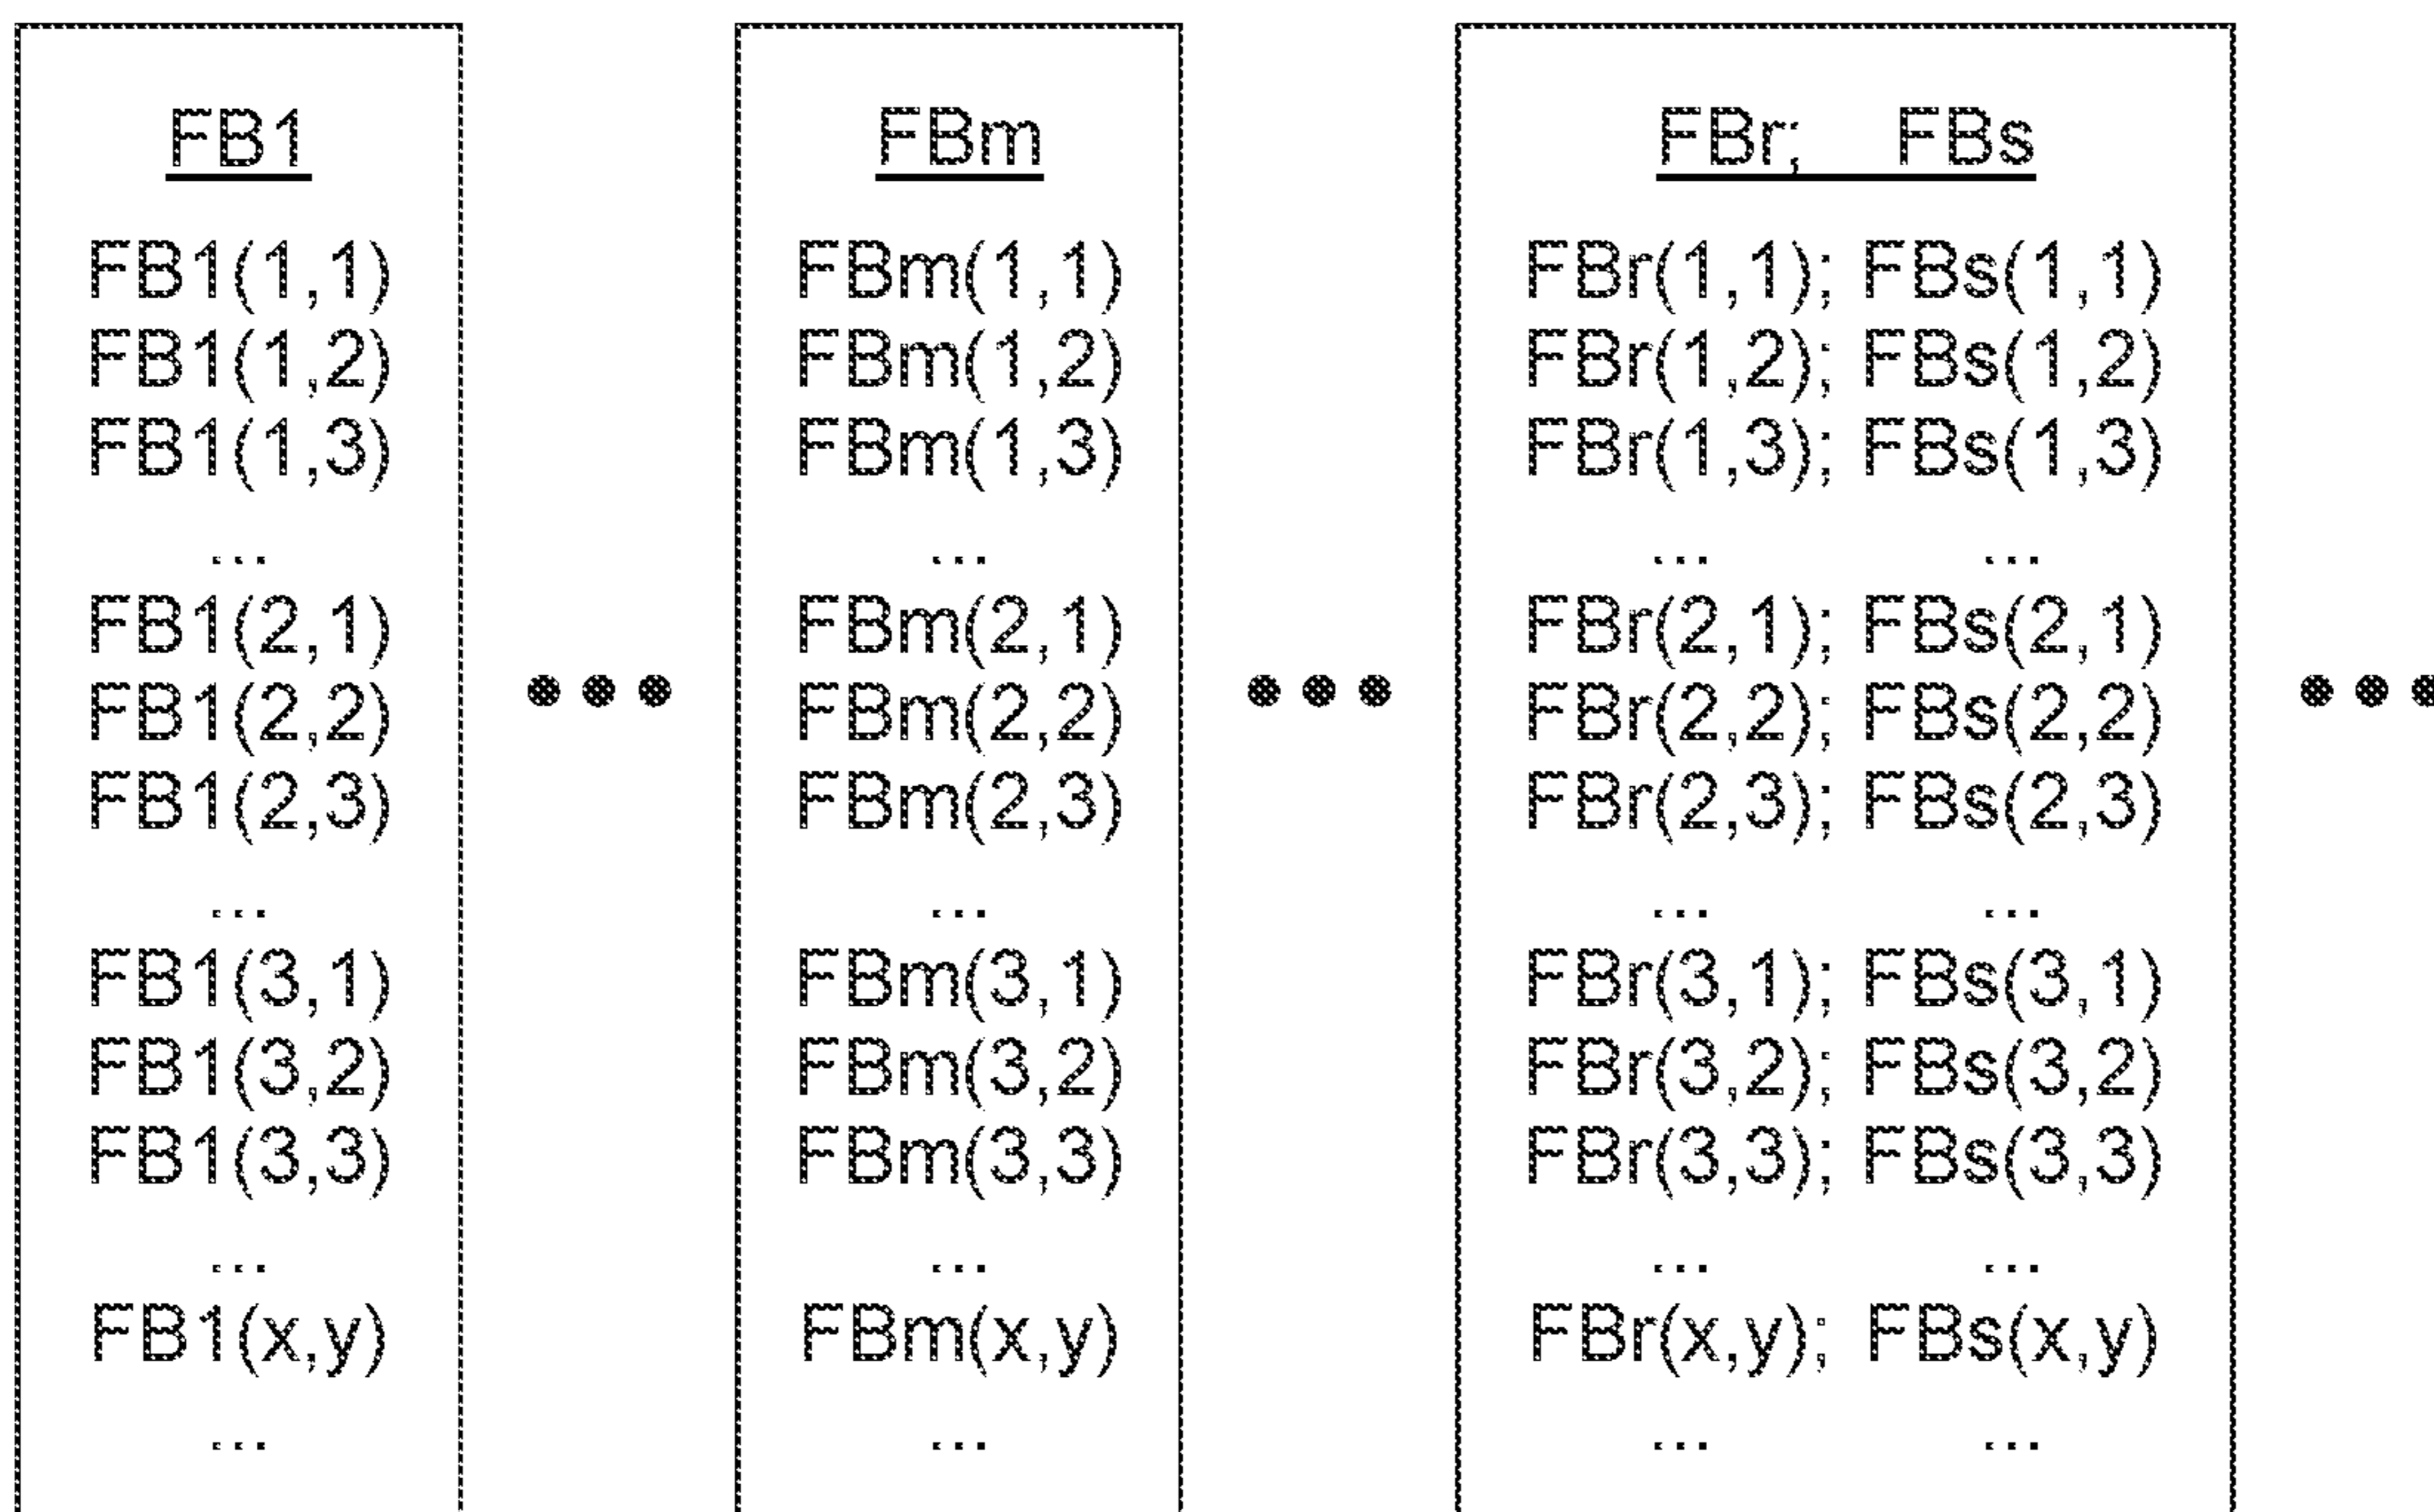 FB1
FB1(1,1)
FB1(1,2)
FB1(1,3)
...
FB1(2,1)
FB1(2,2)
FB1(2,3)
...
FB1(3,1)
FB1(3,2)
FB1(3,3)
...
FB1(x,y)
...
FBm
FBm(1,1)
FBm(1,2)
FBm(1,3)
...
FBm(2,1)
FBm(2,2)
FBm(2,3)
...
FBm(3,1)
FBm(3,2)
FBm(3,3)
...
FBm(x,y)
...
FBr; FBs
FBr(1,1); FBs(1,1)
FBr(1,2); FBs(1,2)
FBr(1,3); FBs(1,3)
... ...
FBr(2,1); FBs(2,1)
FBr(2,2); FBs(2,2)
FBr(2,3); FBs(2,3)
... ...
FBr(3,1); FBs(3,1)
FBr(3,2); FBs(3,2)
FBr(3,3); FBs(3,3)
... ...
FBr(x,y); FBs(x,y)
... ...